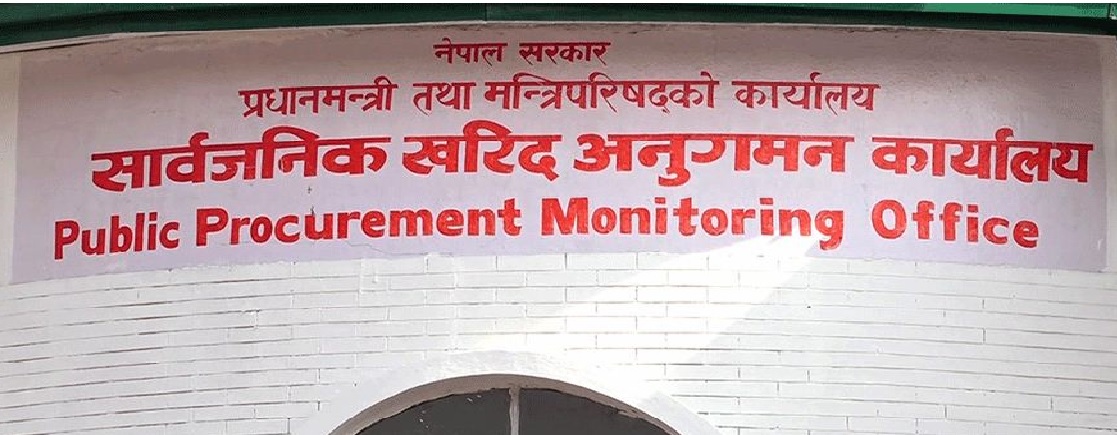 नेपाल सरकार
प्रधानमन्त्री तथा मन्त्रिपरिषद्को कार्यालय
सार्वजनिक खरिद अनुगमन कार्यालय
Public Procurement Monitoring Office